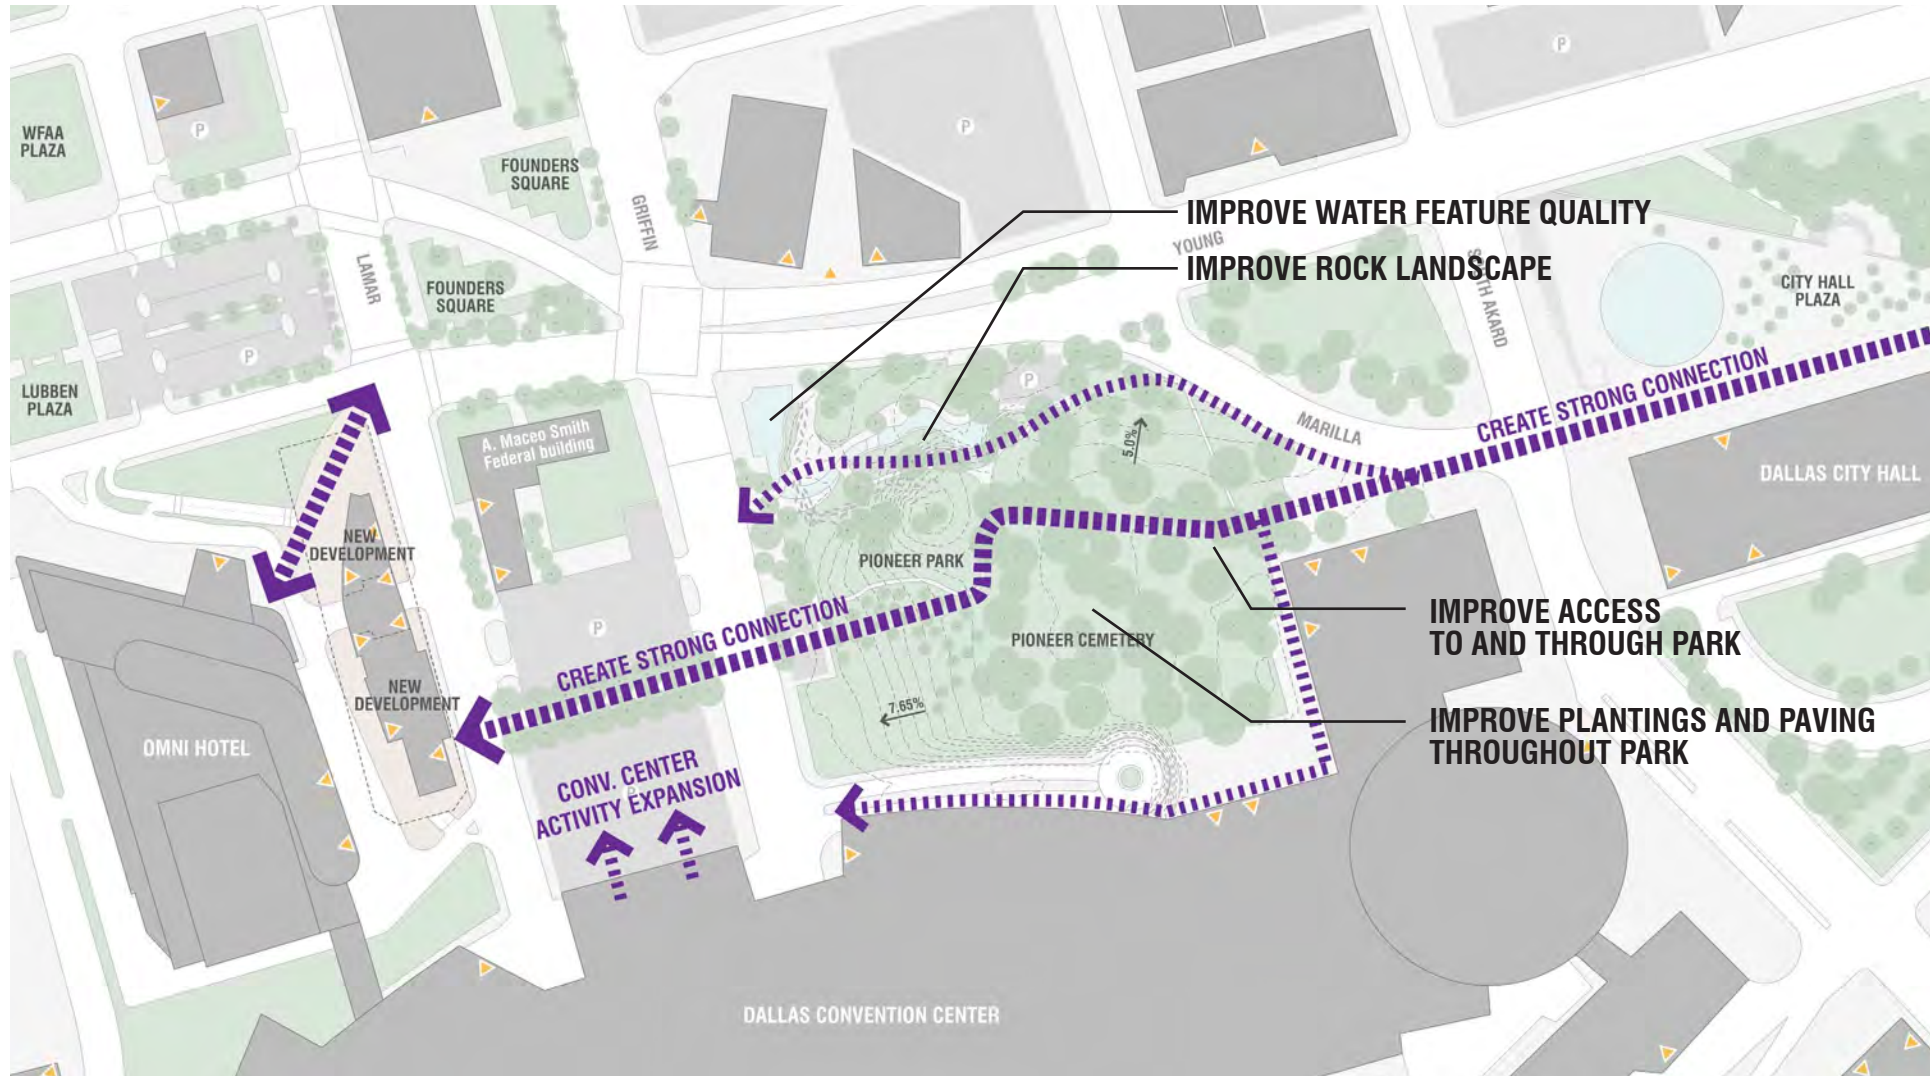 P
P
P
WFAA
PLAZA
FOUNDERS
SQUARE
GRIFFIN
IMPROVE WATER FEATURE QUALITY
YOUNG
IMPROVE ROCK LANDSCAPE
LAMAR
FOUNDERS
SQUARE
SOUTH AKARD
CITY HALL
PLAZA
P
P
LUBBEN
PLAZA
CREATE STRONG CONNECTION
MARILLA
A. Maceo Smith
Federal building
5.0%
DALLAS CITY HALL
NEW
DEVELOPMENT
PIONEER PARK
CREATE STRONG CONNECTION
P
PIONEER CEMETERY
IMPROVE ACCESS
TO AND THROUGH PARK
NEW
DEVELOPMENT
7.65%
IMPROVE PLANTINGS AND PAVING
THROUGHOUT PARK
OMNI HOTEL
CONV. CENTER
ACTIVITY EXPANSION
P
DALLAS CONVENTION CENTER